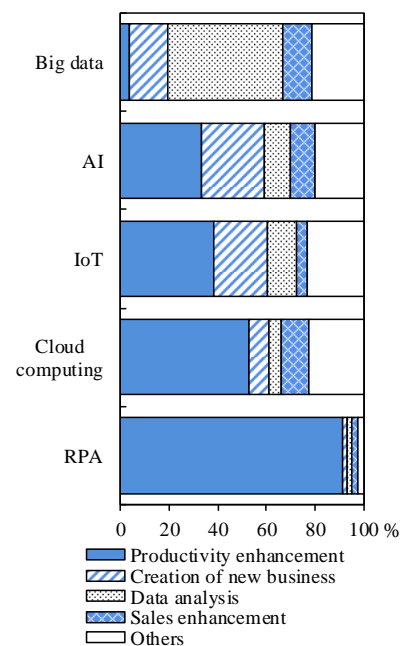 Big data
AI
IoT
Cloud
computing
RPA
0 20 40 60 80 100 %
Productivity enhancement
Creation of new business
Data analysis
Sales enhancement
Others